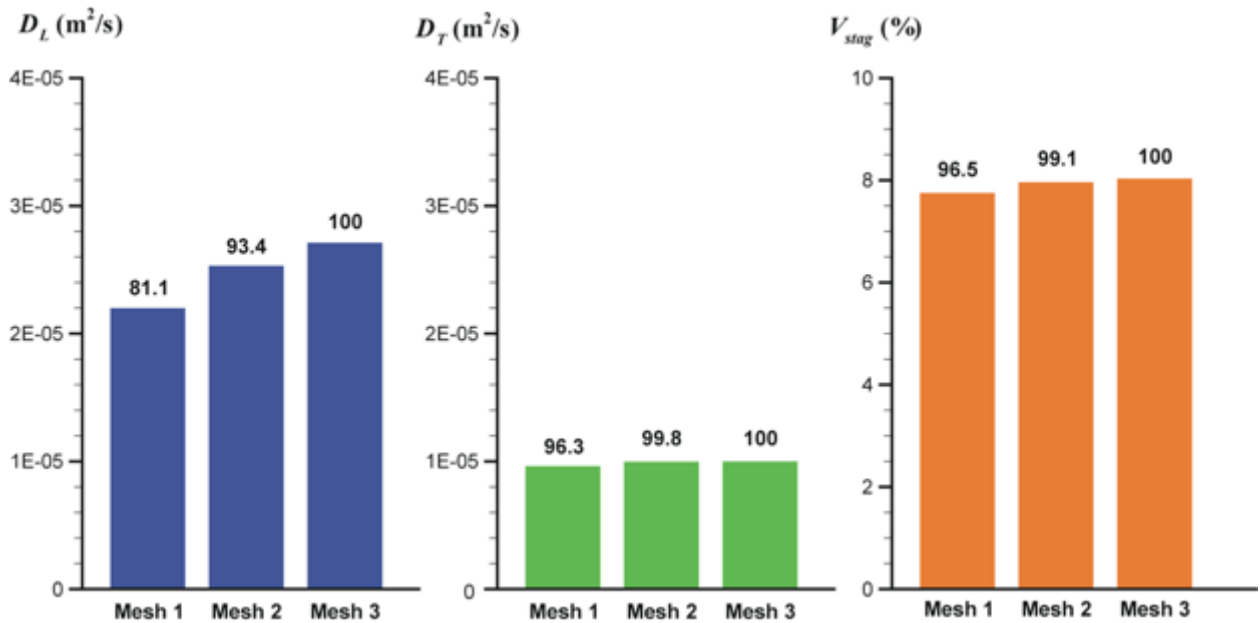 D_L (m²/s)
4E-05
3E-05
2E-05
1E-05
0
81.1
93.4
100
Mesh 1 Mesh 2 Mesh 3
D_T (m²/s)
4E-05
3E-05
2E-05
1E-05
0
96.3
99.8
100
Mesh 1 Mesh 2 Mesh 3
V_stag (%)
10
8
6
4
2
0
96.5
99.1
100
Mesh 1 Mesh 2 Mesh 3